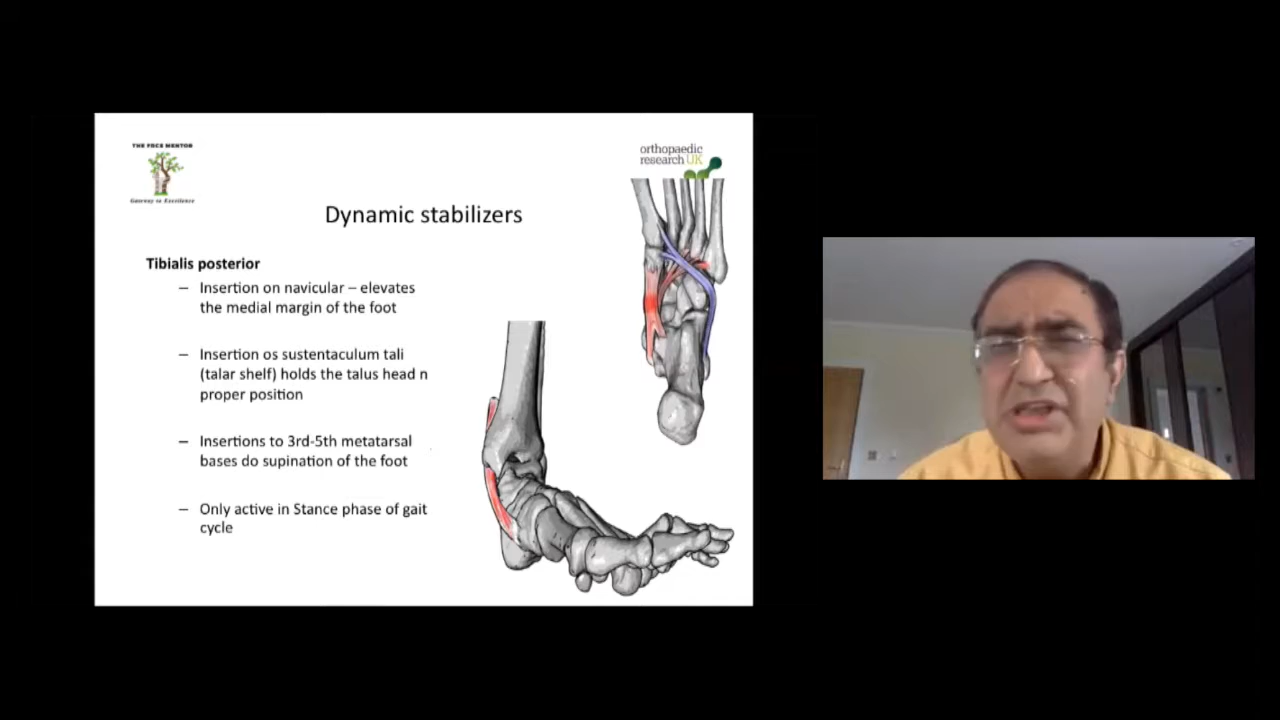 THE FRCS MENTOR
Gateway to Excellence
orthopaedic
research UK
Dynamic stabilizers
Tibialis posterior
– Insertion on navicular – elevates
the medial margin of the foot
– Insertion os sustentaculum tali
(talar shelf) holds the talus head n
proper position
– Insertions to 3rd-5th metatarsal
bases do supination of the foot
– Only active in Stance phase of gait
cycle